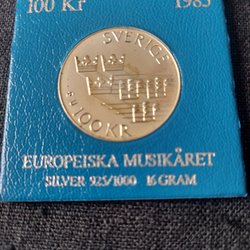 100 Kr 1985
SVERIGE
100 KR
EUROPEISKA MUSIKÅRET
SILVER 925/1000 16 GRAM